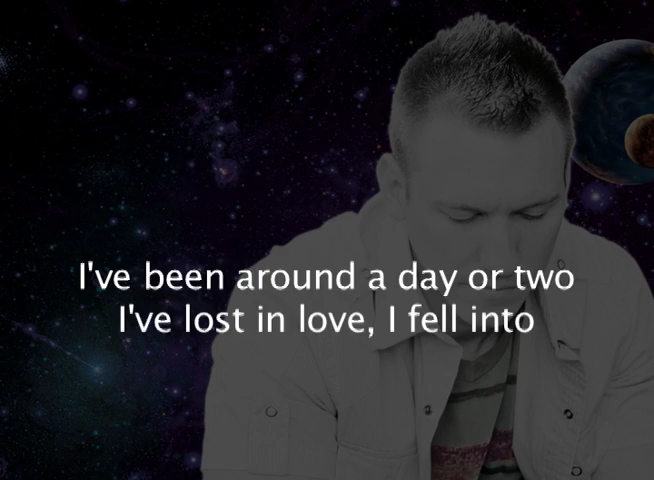 I've been around a day or two
I've lost in love, I fell into